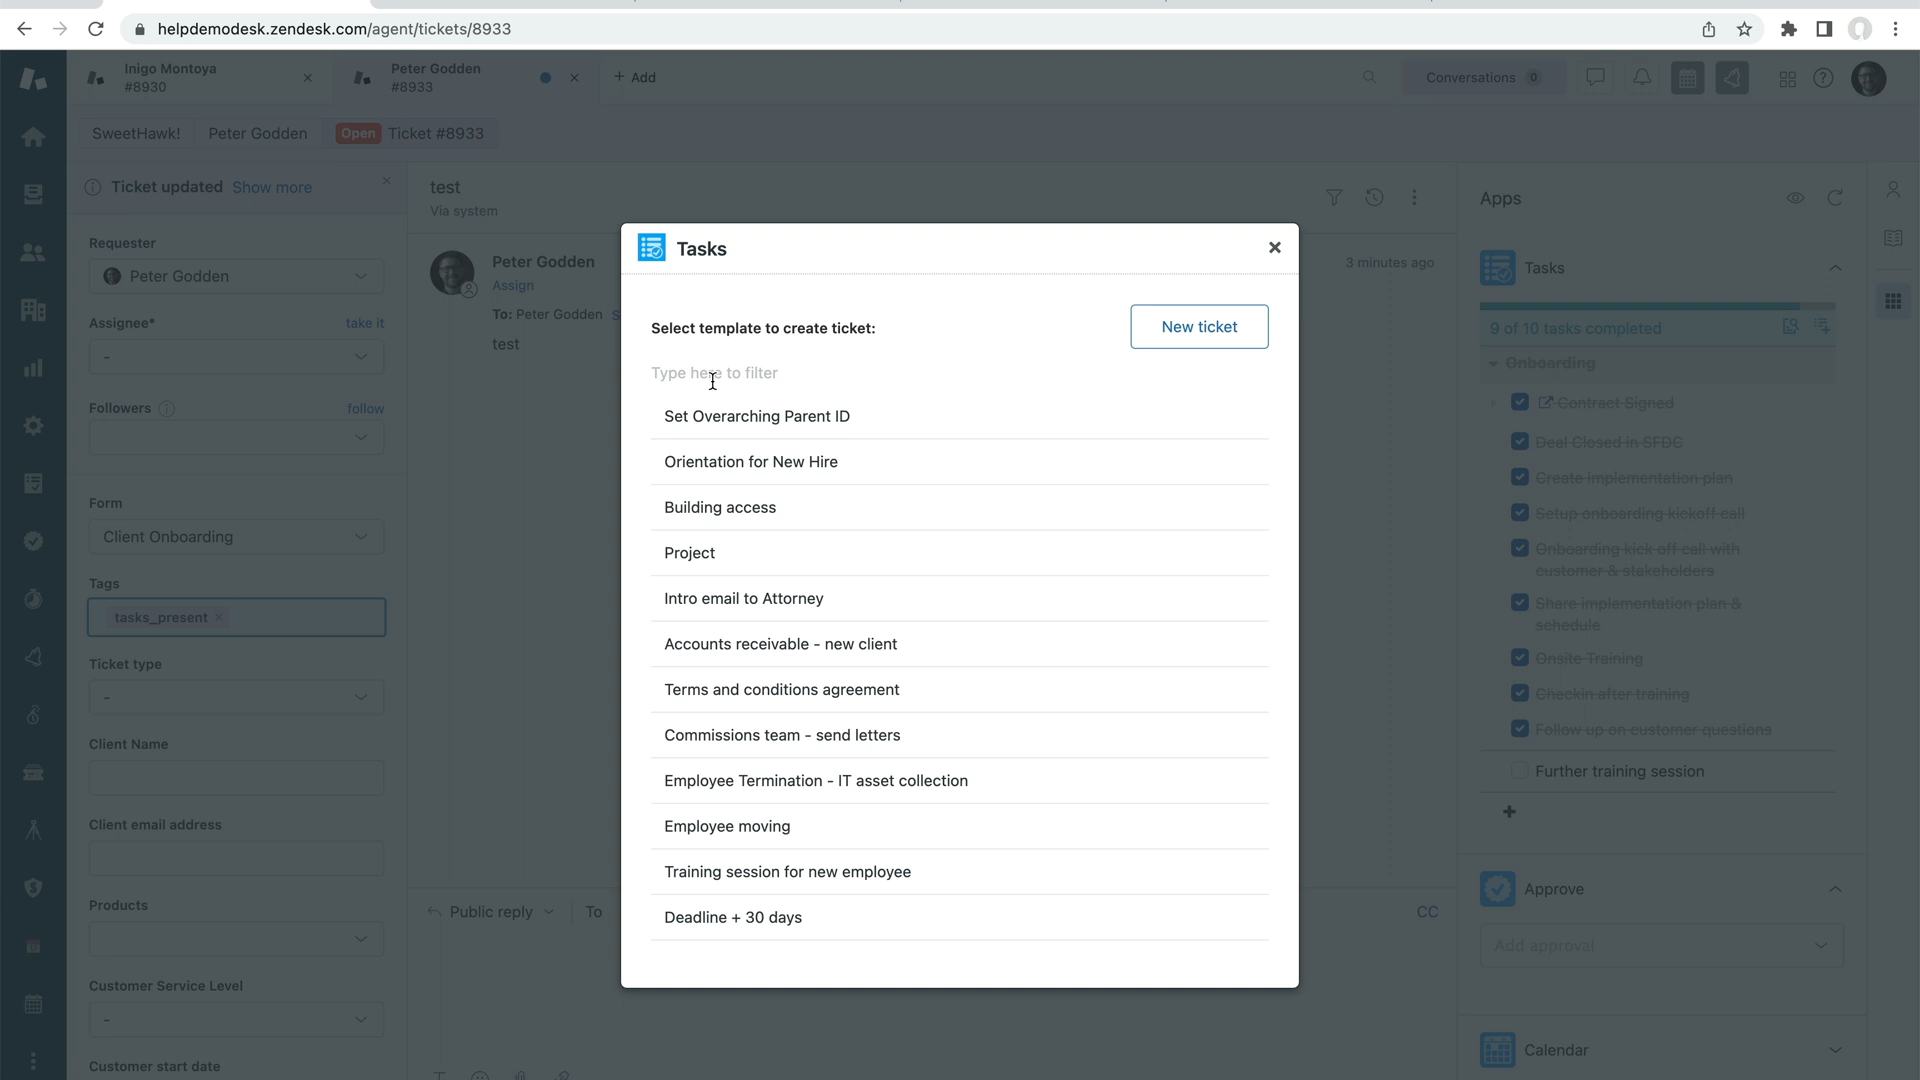 helpdemodesk.zendesk.com/agent/tickets/8933
Inigo Montoya
#8930
Peter Godden
#8933
+ Add
Conversations 0
SweetHawk!
Peter Godden
Open Ticket #8933
Ticket updated Show more
Requester
Peter Godden
Assignee*
take it
-
Followers
follow
Form
Client Onboarding
Tags
tasks_present ×
Ticket type
-
Client Name
Client email address
Products
Customer Service Level
-
Customer start date
test
Via system
Peter Godden
3 minutes ago
Assign
To: Peter Godden
test
Public reply
To
CC
Tasks
Select template to create ticket:
New ticket
Type here to filter
Set Overarching Parent ID
Orientation for New Hire
Building access
Project
Intro email to Attorney
Accounts receivable - new client
Terms and conditions agreement
Commissions team - send letters
Employee Termination - IT asset collection
Employee moving
Training session for new employee
Deadline + 30 days
Apps
Tasks
9 of 10 tasks completed
Onboarding
Contract Signed
Deal Closed in SFDC
Create implementation plan
Setup onboarding kickoff call
Onboarding kick off call with
customer & stakeholders
Share implementation plan &
schedule
Onsite Training
Checkin after training
Follow up on customer questions
Further training session
Approve
Add approval
Calendar